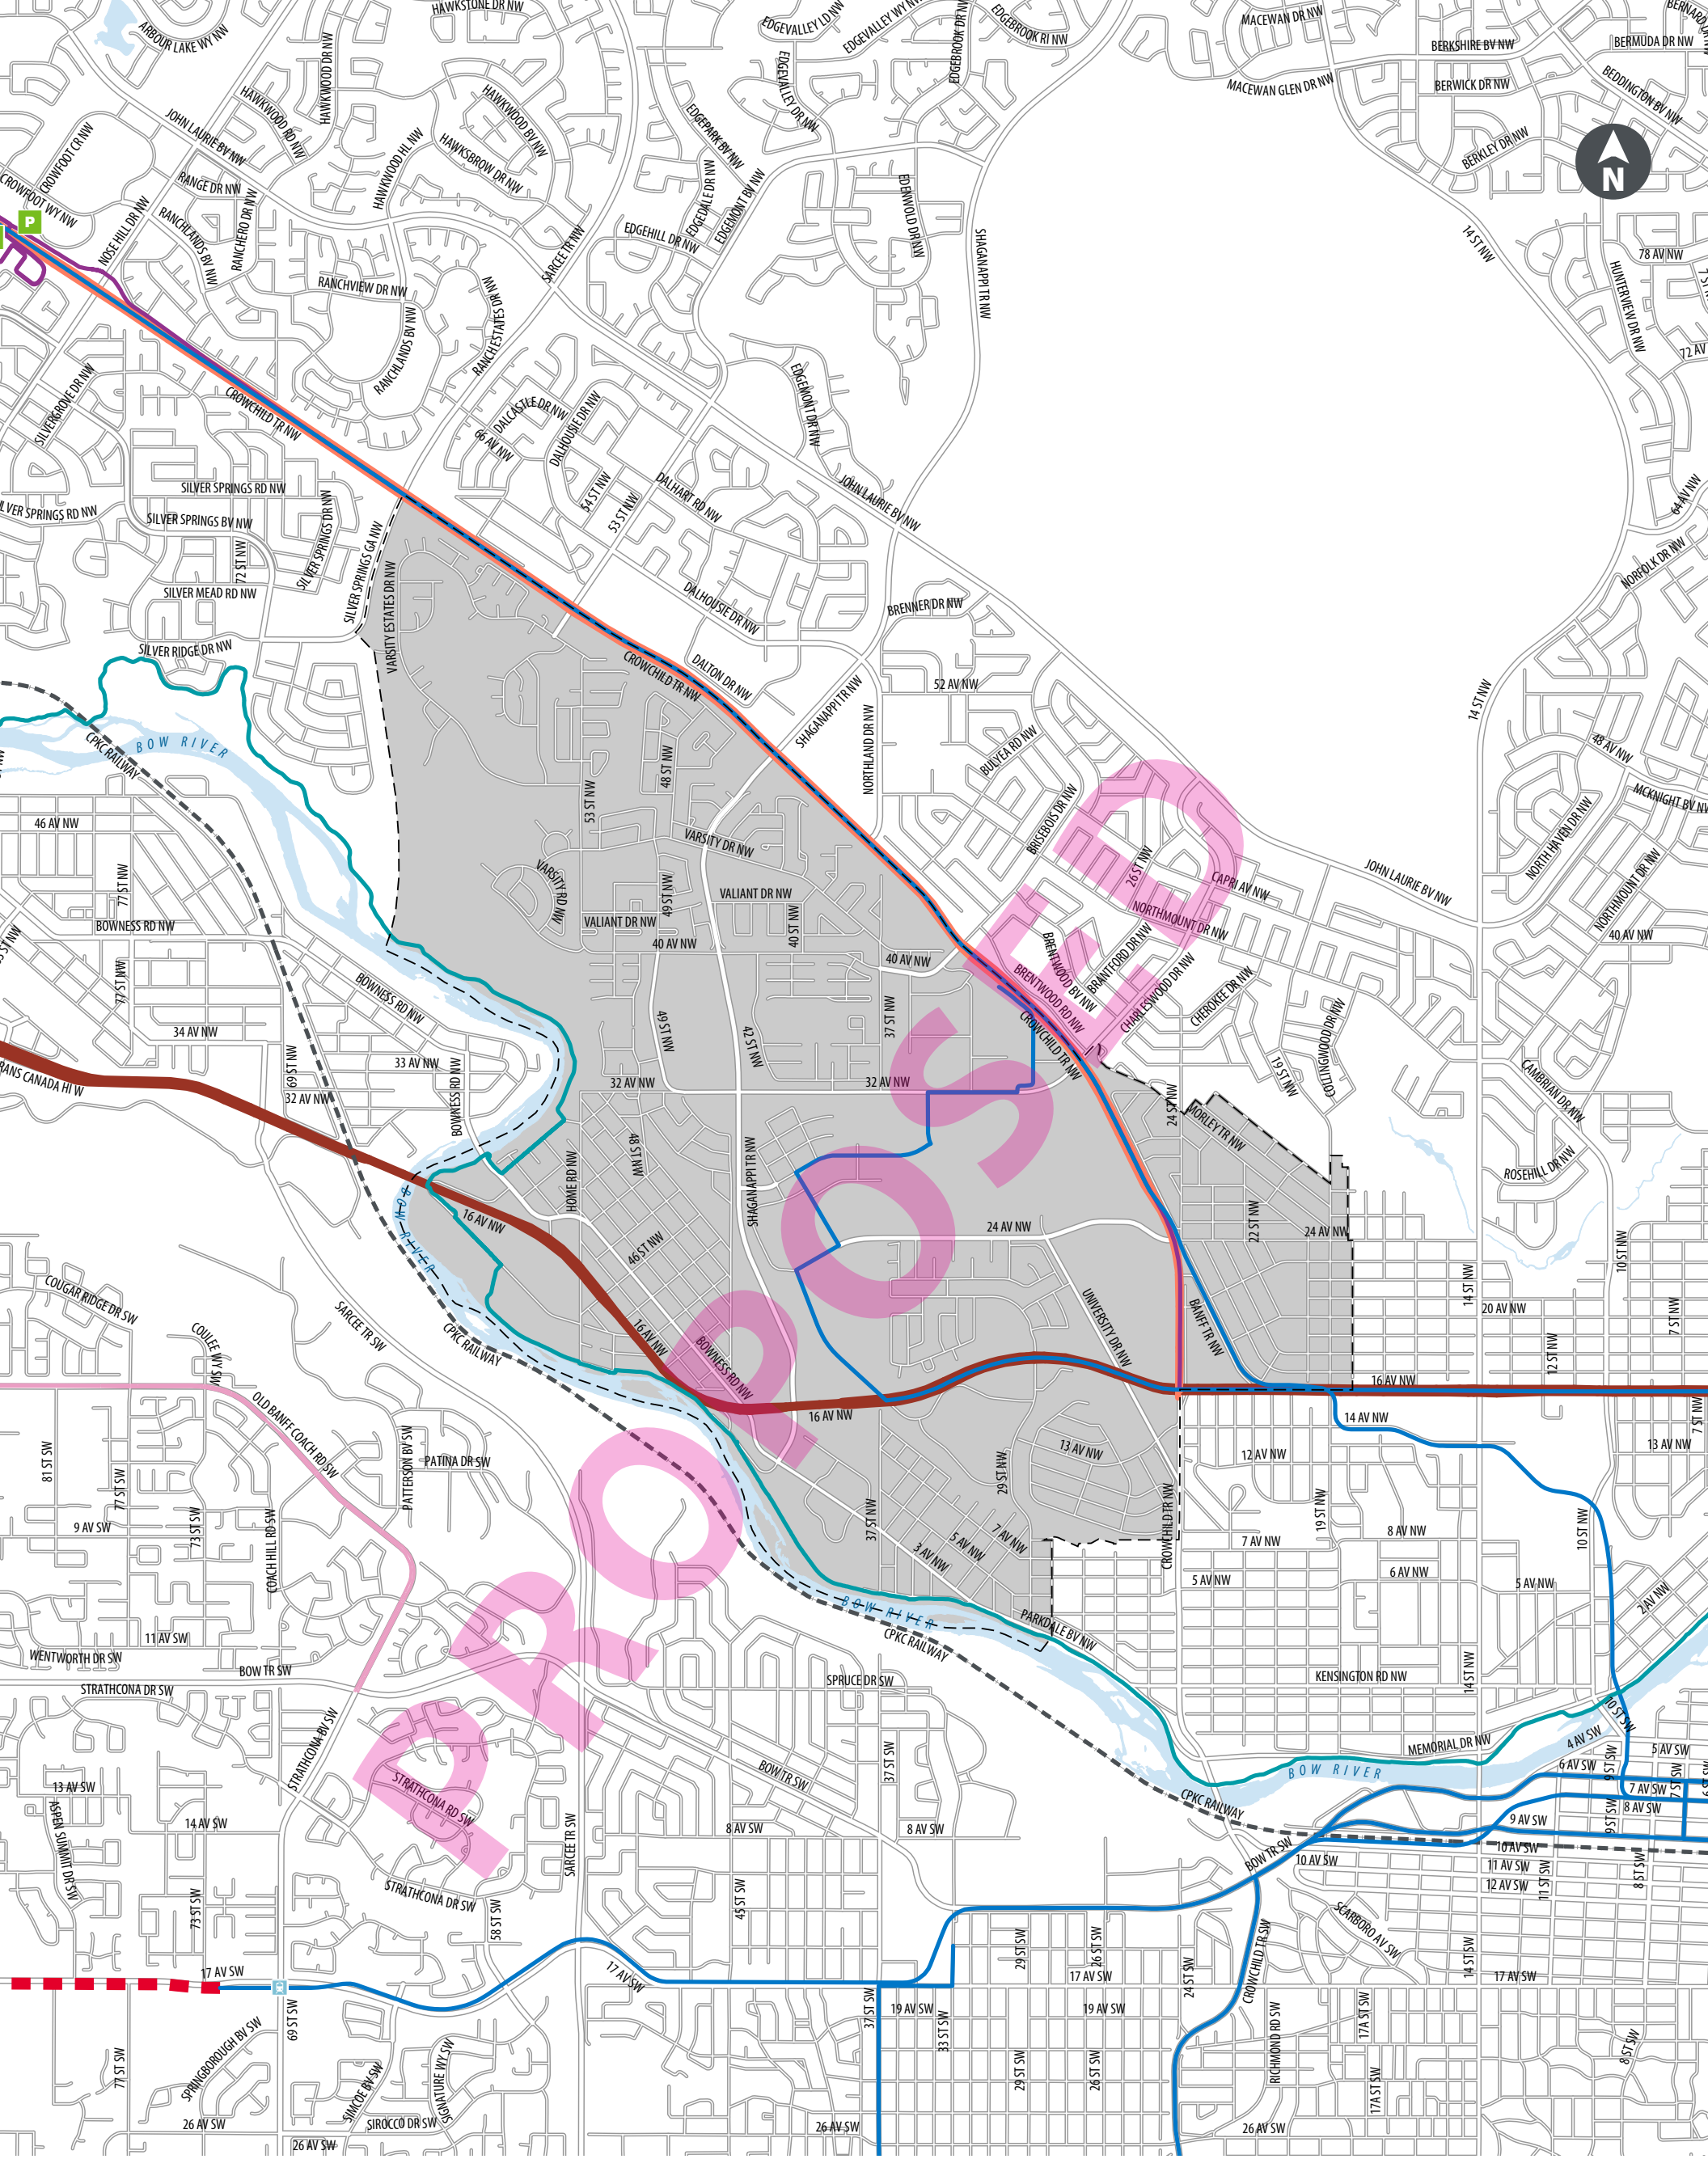 HAWKSTONE DR NW
EDGEVALLEY LD NW
EDGEVALLEY WY NW
EDGEBROOK DR NW
EDGEBROOK RI NW
MACEWAN DR NW
BERKSHIRE BV NW
BERMUDA DR NW
ARBOUR LAKE WY NW
HAWKWOOD DR NW
HAWKWOOD RD NW
HAWKWOOD BV NW
EDGEVALLEY DR NW
MACEWAN GLEN DR NW
BERWICK DR NW
BEDDINGTON BV NW
JOHN LAURIE BV NW
CROWFOOT CR NW
HAWKWOOD HL NW
HAWKSBROW DR NW
EDGEPARK BV NW
BERKLEY DR NW
N
CROWFOOT WY NW
RANGE DR NW
EDGEDALE DR NW
EDGEMONT BV NW
EDENWOLD DR NW
P
NOSE HILL DR NW
RANCHLANDS BV NW
RANCHERO DR NW
SARCEE TR NW
EDGEHILL DR NW
SHAGANAPPI TR NW
14 ST NW
78 AV NW
HUNTERVIEW DR NW
RANCHVIEW DR NW
RANCHLANDS BV NW
RANCH ESTATES DR NW
72 AV
SILVERGROVE DR NW
CROWCHILD TR NW
DALCASTLE DR NW
DALHOUSIE DR NW
66 AV NW
EDGEMONT DR NW
54 ST NW
53 ST NW
DALHART RD NW
JOHN LAURIE BV NW
64 AV NW
SILVER SPRINGS RD NW
SILVER SPRINGS BV NW
SILVER SPRINGS DR NW
SILVER SPRINGS GA NW
72 ST NW
SILVER MEAD RD NW
VARSITY ESTATES DR NW
DALHOUSIE DR NW
BRENNER DR NW
NORFOLK DR NW
SILVER RIDGE DR NW
CROWCHILD TR NW
DALTON DR NW
SHAGANAPPI TR NW
52 AV NW
14 ST NW
BOW RIVER
CPKC RAILWAY
48 ST NW
53 ST NW
NORTHLAND DR NW
BULYEA RD NW
BRISEBOIS DR NW
48 AV NW
MCKNIGHT BV NW
46 AV NW
VARSITY DR NW
NORTH HAVEN DR NW
NORTHMOUNT DR NW
77 ST NW
VARSITY RD NW
49 ST NW
VALIANT DR NW
26 ST NW
CAPRI AV NW
JOHN LAURIE BV NW
BOWNESS RD NW
VALIANT DR NW
40 ST NW
NORTHMOUNT DR NW
40 AV NW
40 AV NW
40 AV NW
BRENTWOOD BV NW
BRANTFORD DR NW
BRENTWOOD RD NW
CHARLESWOOD DR NW
CHEROKEE DR NW
77 ST NW
BOWNESS RD NW
34 AV NW
49 ST NW
42 ST NW
37 ST NW
CROWCHILD TR NW
COLLINGWOOD DR NW
19 ST NW
CAMBRIAN DR NW
TRANS CANADA HI W
69 ST NW
33 AV NW
BOWNESS RD NW
32 AV NW
32 AV NW
32 AV NW
24 ST NW
MORLEY TR NW
48 ST NW
HOME RD NW
SHAGANAPPI TR NW
ROSEHILL DR NW
16 AV NW
BOW RIVER
46 ST NW
24 AV NW
22 ST NW
24 AV NW
10 ST NW
COUGAR RIDGE DR SW
COULEE WY SW
SARCEE TR SW
CPKC RAILWAY
16 AV NW
BOWNESS RD NW
UNIVERSITY DR NW
BANFF TR NW
14 ST NW
20 AV NW
12 ST NW
7 ST NW
16 AV NW
OLD BANFF COACH RD SW
16 AV NW
14 AV NW
13 AV NW
12 AV NW
13 AV NW
7 ST NW
81 ST SW
77 ST SW
PATTERSON BV SW
PATINA DR SW
29 ST NW
CROWCHILD TR NW
19 ST NW
10 ST NW
9 AV SW
73 ST SW
COACH HILL RD SW
37 ST NW
3 AV NW
5 AV NW
7 AV NW
7 AV NW
8 AV NW
5 AV NW
6 AV NW
5 AV NW
2 AV NW
BOW RIVER
CPKC RAILWAY
PARKDALE BV NW
11 AV SW
WENTWORTH DR SW
BOW TR SW
STRATHCONA DR SW
STRATHCONA BV SW
SPRUCE DR SW
KENSINGTON RD NW
14 ST NW
10 ST SW
MEMORIAL DR NW
4 AV SW
5 AV SW
BOW RIVER
6 AV SW
9 ST SW
7 AV SW
7 ST SW
BOW TR SW
37 ST SW
13 AV SW
ASPEN SUMMIT DR SW
14 AV SW
STRATHCONA RD SW
SARCEE TR SW
8 AV SW
8 AV SW
CPKC RAILWAY
8 AV SW
9 AV SW
9 ST SW
BOW TR SW
10 AV SW
10 AV SW
11 AV SW
12 AV SW
11 ST SW
8 ST SW
73 ST SW
STRATHCONA DR SW
58 ST SW
45 ST SW
SCARBORO AV SW
17 AV SW
17 AV SW
29 ST SW
26 ST SW
17 AV SW
24 ST SW
CROWCHILD TR SW
14 ST SW
17 AV SW
69 ST SW
37 ST SW
19 AV SW
19 AV SW
33 ST SW
17A ST SW
RICHMOND RD SW
77 ST SW
SPRINGBOROUGH BV SW
SIMCOE BV SW
SIGNATURE WY SW
SIROCCO DR SW
29 ST SW
26 ST SW
17A ST SW
8 ST SW
26 AV SW
26 AV SW
26 AV SW
26 AV SW
PROPOSED